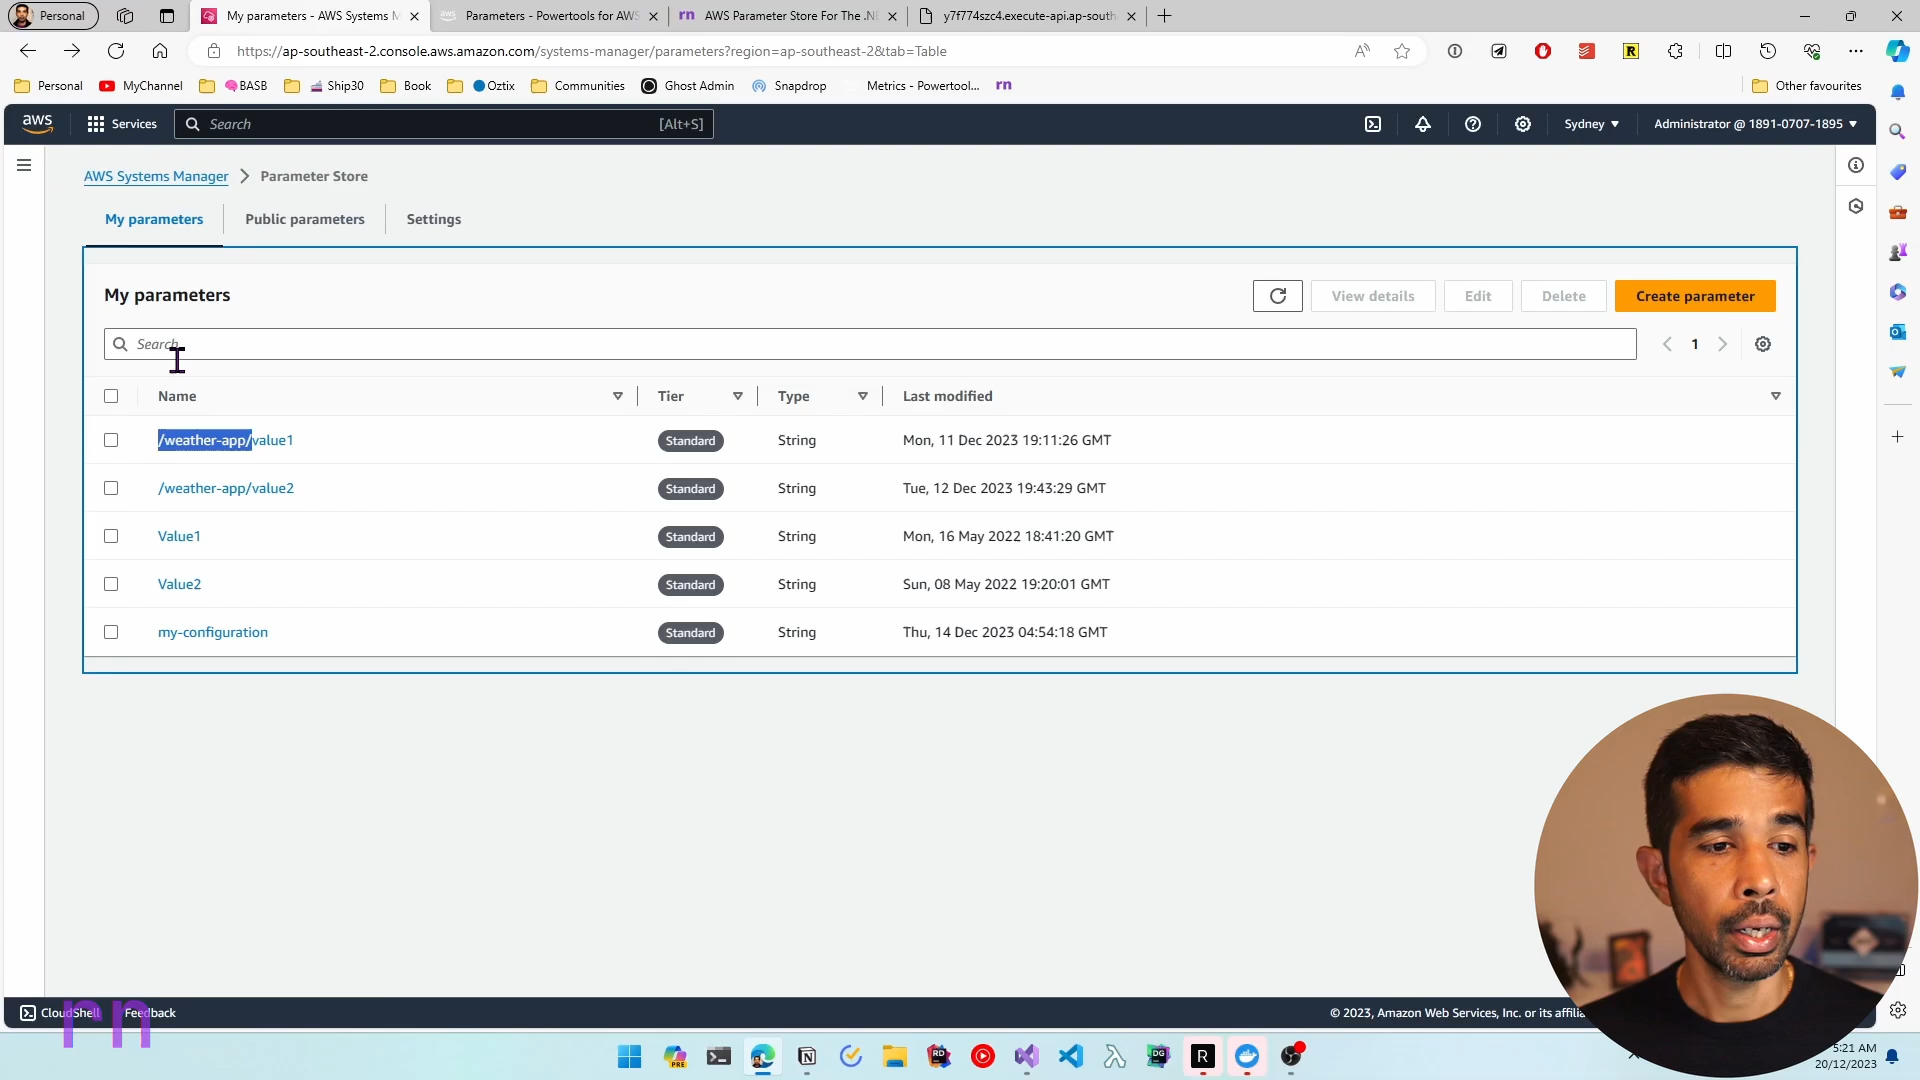 Personal
My parameters - AWS Systems M
Parameters - Powertools for AWS
rn AWS Parameter Store For The .NE
y7f774szc4.execute-api.ap-south
https://ap-southeast-2.console.aws.amazon.com/systems-manager/parameters?region=ap-southeast-2&tab=Table
Personal MyChannel BASB Ship30 Book Oztix Communities Ghost Admin Snapdrop Metrics - Powertool... rn Other favourites
aws Services Search [Alt+S] Sydney Administrator @ 1891-0707-1895
AWS Systems Manager Parameter Store
My parameters Public parameters Settings
My parameters View details Edit Delete Create parameter
Search 1
Name Tier Type Last modified
/weather-app/value1 Standard String Mon, 11 Dec 2023 19:11:26 GMT
/weather-app/value2 Standard String Tue, 12 Dec 2023 19:43:29 GMT
Value1 Standard String Mon, 16 May 2022 18:41:20 GMT
Value2 Standard String Sun, 08 May 2022 19:20:01 GMT
my-configuration Standard String Thu, 14 Dec 2023 04:54:18 GMT
CloudShell Feedback © 2023, Amazon Web Services, Inc. or its affilia
rn
PRE RD N DG R
5:21 AM
20/12/2023